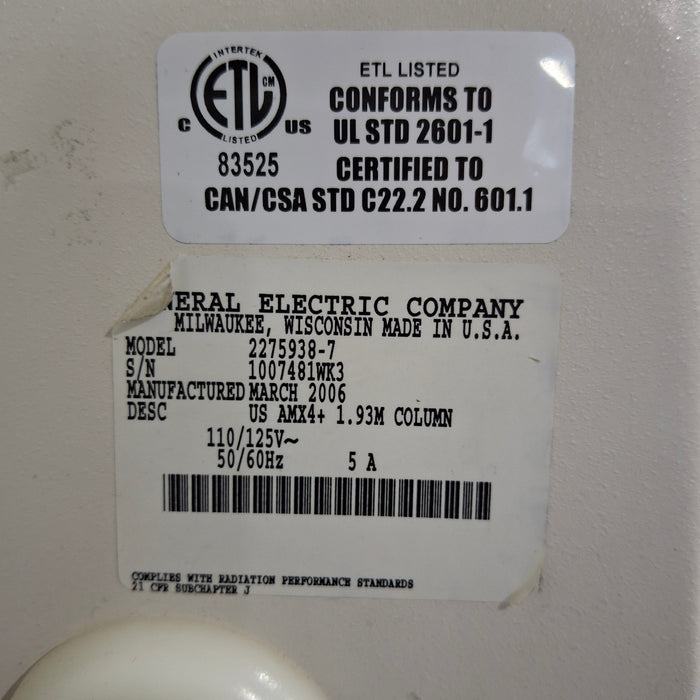 INTERTEK
ETL CM
LISTED
C US
83525
ETL LISTED
CONFORMS TO
UL STD 2601-1
CERTIFIED TO
CAN/CSA STD C22.2 NO. 601.1
NERAL ELECTRIC COMPANY
MILWAUKEE, WISCONSIN MADE IN U.S.A.
MODEL 2275938-7
S/N 1007481WK3
MANUFACTURED MARCH 2006
DESC US AMX4+ 1.93M COLUMN
110/125V~
50/60Hz 5 A
COMPLIES WITH RADIATION PERFORMANCE STANDARDS
21 CFR SUBCHAPTER J